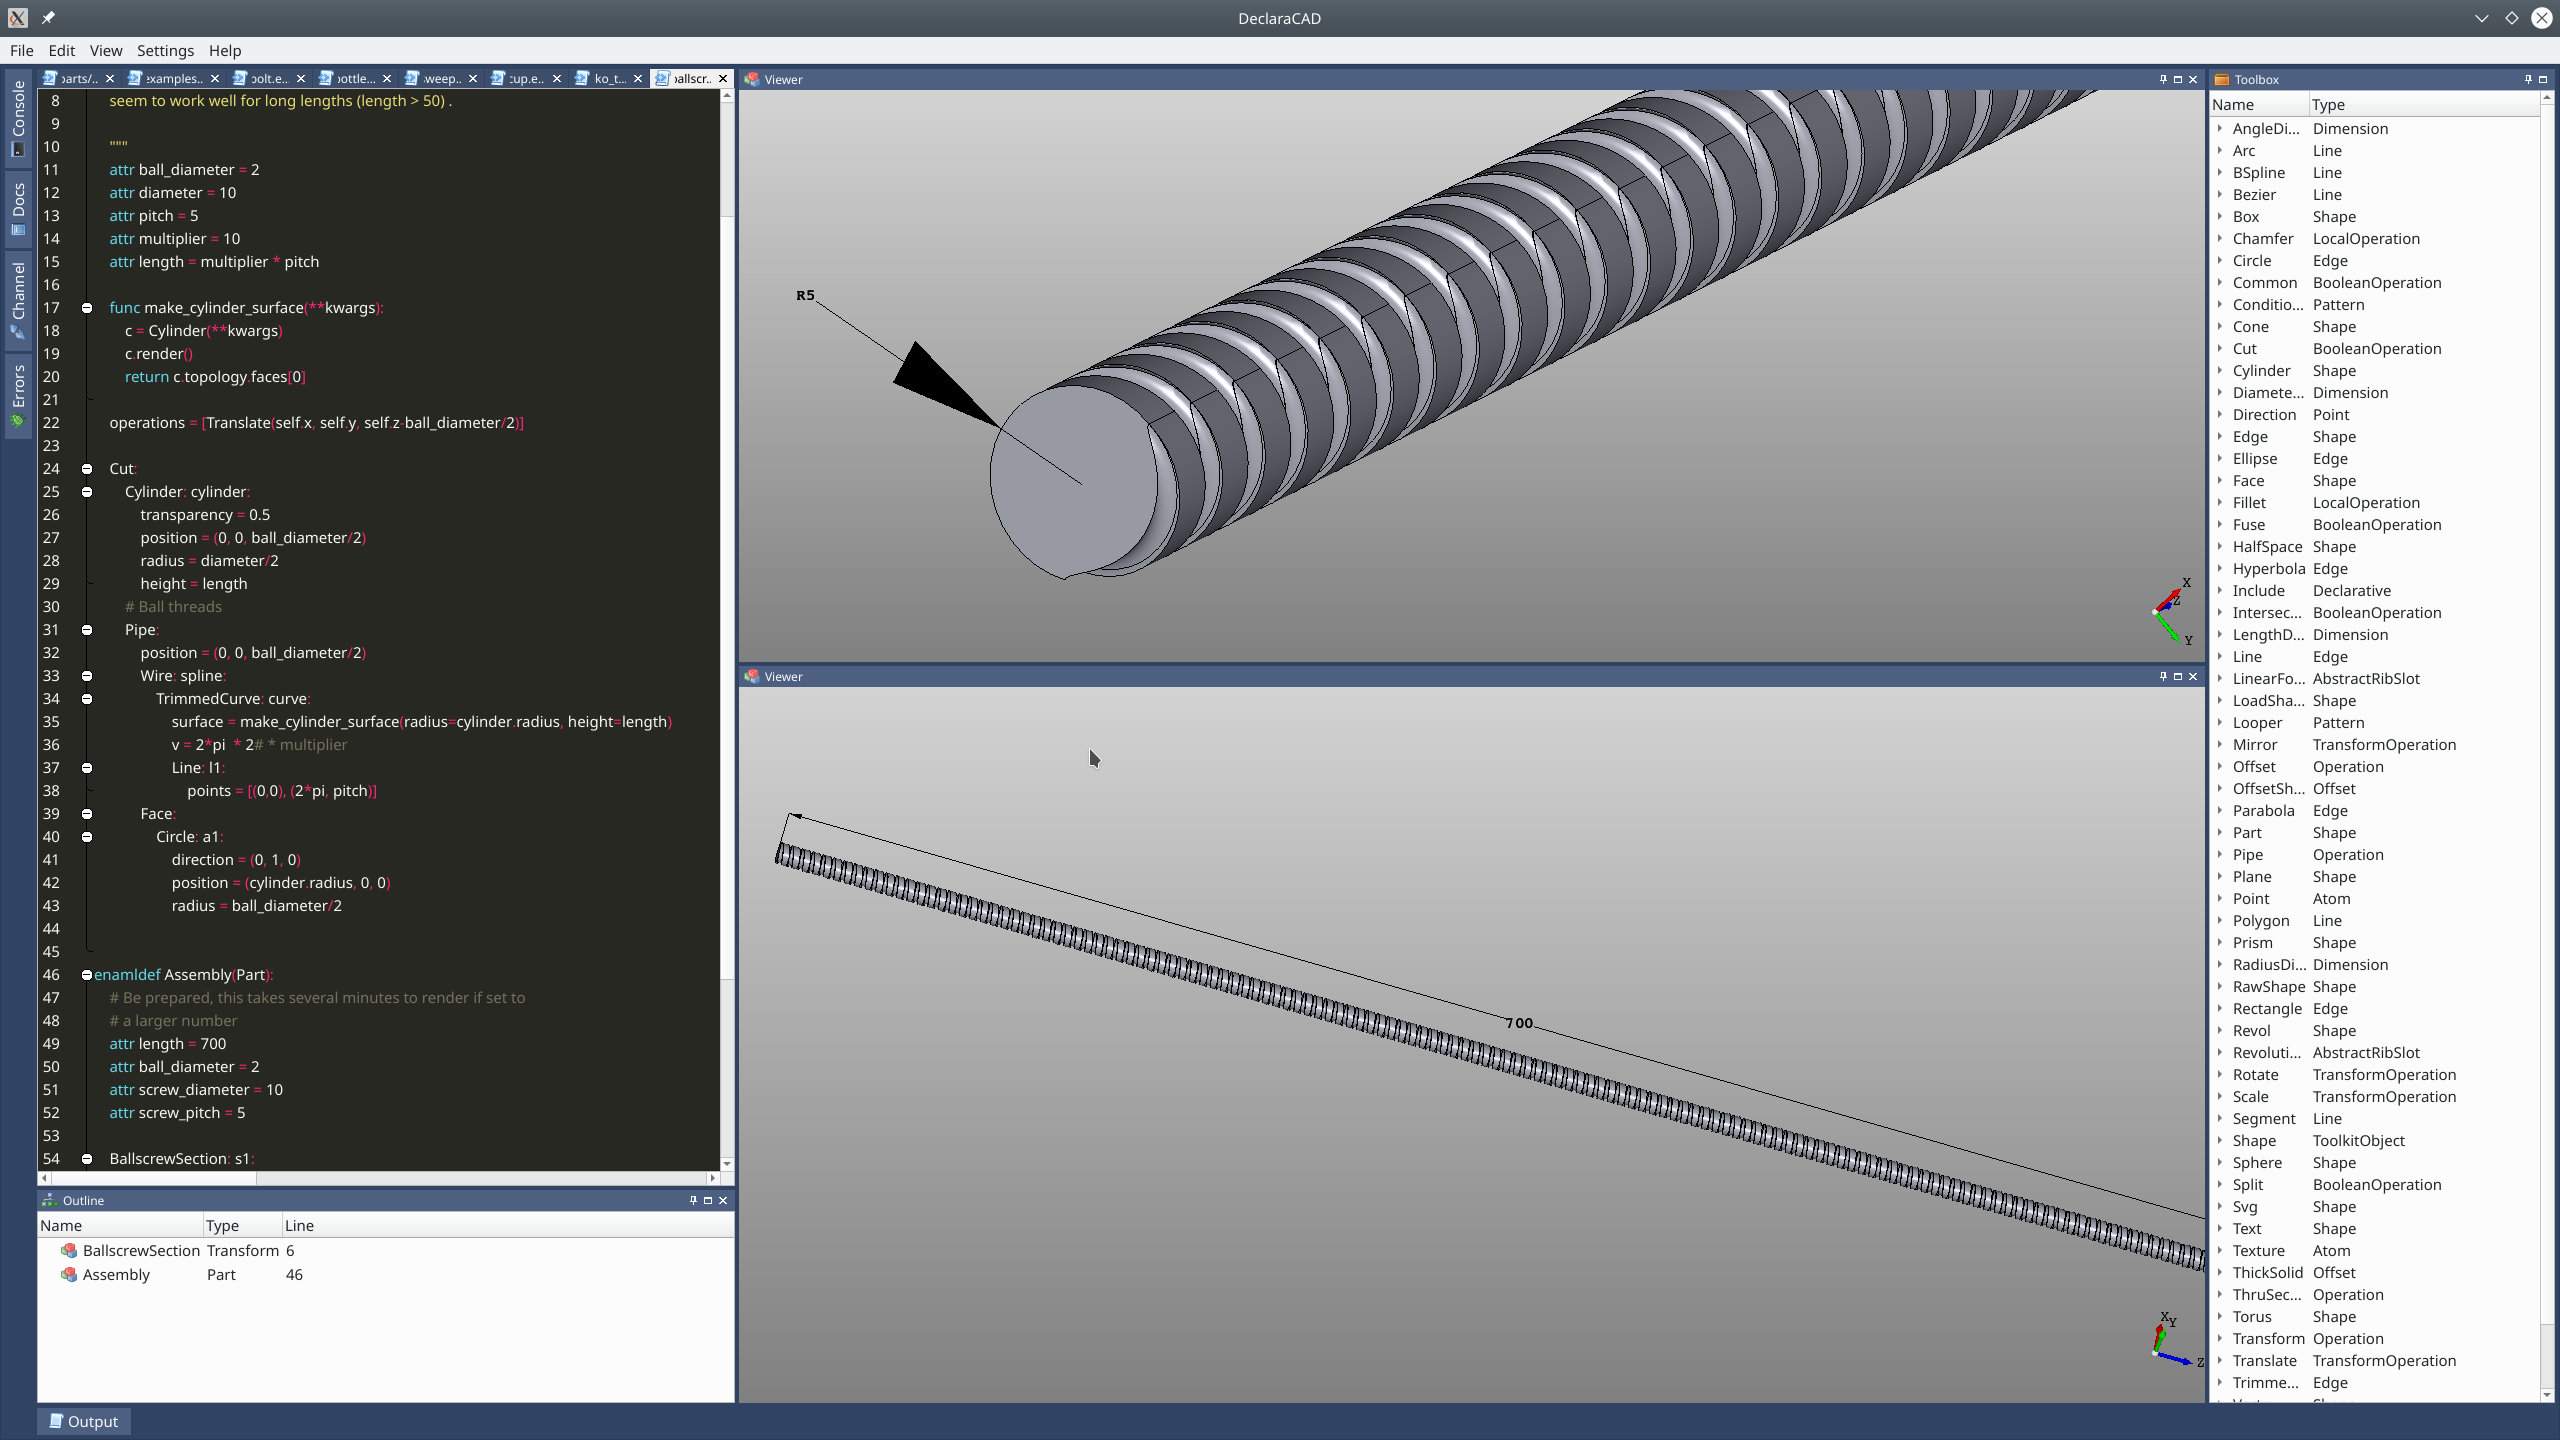 DeclaraCAD
File Edit View Settings Help
Console
Docs
Channel
Errors
examples.. ko_t...
8 seem to work well for long lengths (length > 50) .
9
10 """
11 attr ball_diameter = 2
12 attr diameter = 10
13 attr pitch = 5
14 attr multiplier = 10
15 attr length = multiplier * pitch
16
17 func make_cylinder_surface(**kwargs):
18 c = Cylinder(**kwargs)
19 c.render()
20 return c.topology.faces[0]
21
22 operations = [Translate(self.x, self.y, self.z-ball_diameter/2)]
23
24 Cut:
25 Cylinder: cylinder:
26 transparency = 0.5
27 position = (0, 0, ball_diameter/2)
28 radius = diameter/2
29 height = length
30 # Ball threads
31 Pipe:
32 position = (0, 0, ball_diameter/2)
33 Wire: spline:
34 TrimmedCurve: curve:
35 surface = make_cylinder_surface(radius=cylinder.radius, height=length)
36 v = 2*pi * 2# * multiplier
37 Line: l1:
38 points = [(0,0), (2*pi, pitch)]
39 Face:
40 Circle: a1:
41 direction = (0, 1, 0)
42 position = (cylinder.radius, 0, 0)
43 radius = ball_diameter/2
44
45
46 enamldef Assembly(Part):
47 # Be prepared, this takes several minutes to render if set to
48 # a larger number
49 attr length = 700
50 attr ball_diameter = 2
51 attr screw_diameter = 10
52 attr screw_pitch = 5
53
54 BallscrewSection: s1:
Outline
Name Type Line
BallscrewSection Transform 6
Assembly Part 46
Output
Viewer
R5
X
Z
Y
Viewer
700
X
Y
Z
Toolbox
Name Type
AngleDi... Dimension
Arc Line
BSpline Line
Bezier Line
Box Shape
Chamfer LocalOperation
Circle Edge
Common BooleanOperation
Conditio... Pattern
Cone Shape
Cut BooleanOperation
Cylinder Shape
Diamete... Dimension
Direction Point
Edge Shape
Ellipse Edge
Face Shape
Fillet LocalOperation
Fuse BooleanOperation
HalfSpace Shape
Hyperbola Edge
Include Declarative
Intersec... BooleanOperation
LengthD... Dimension
Line Edge
LinearFo... AbstractRibSlot
LoadSha... Shape
Looper Pattern
Mirror TransformOperation
Offset Operation
OffsetSh... Offset
Parabola Edge
Part Shape
Pipe Operation
Plane Shape
Point Atom
Polygon Line
Prism Shape
RadiusDi... Dimension
RawShape Shape
Rectangle Edge
Revol Shape
Revoluti... AbstractRibSlot
Rotate TransformOperation
Scale TransformOperation
Segment Line
Shape ToolkitObject
Sphere Shape
Split BooleanOperation
Svg Shape
Text Shape
Texture Atom
ThickSolid Offset
ThruSec... Operation
Torus Shape
Transform Operation
Translate TransformOperation
Trimme... Edge